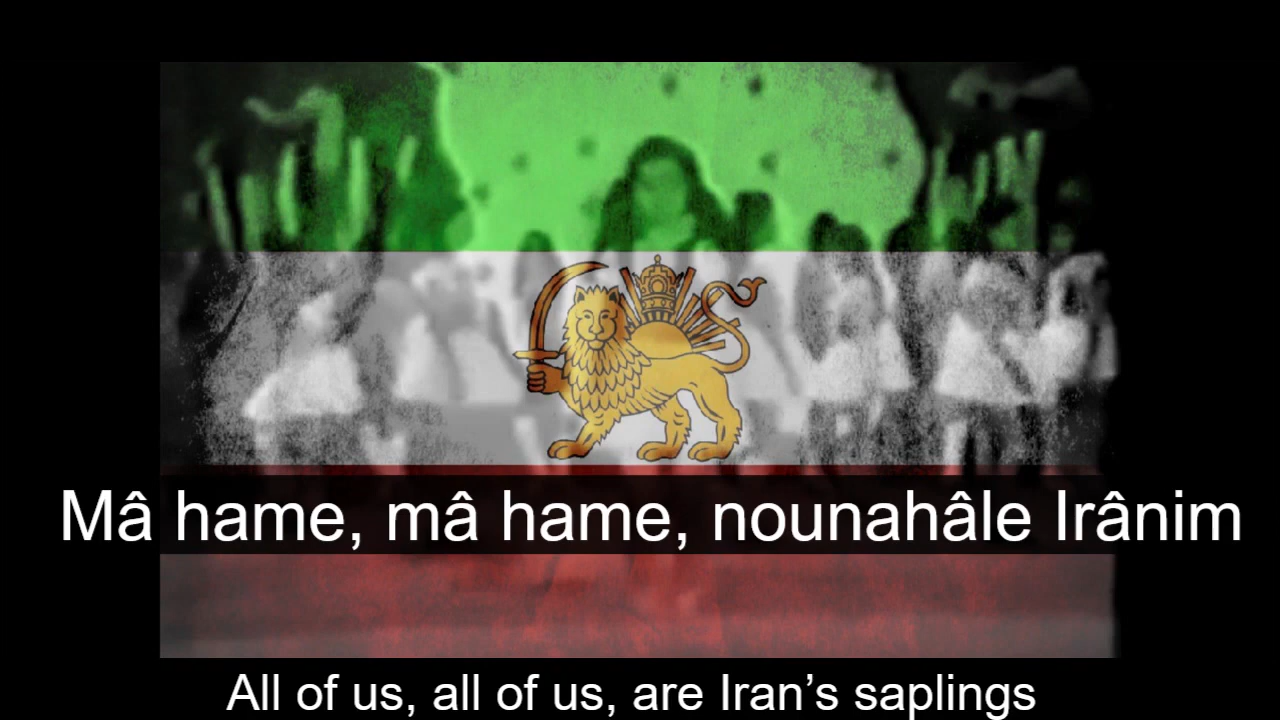 Mâ hame, mâ hame, nounahâle Irânim
All of us, all of us, are Iran’s saplings